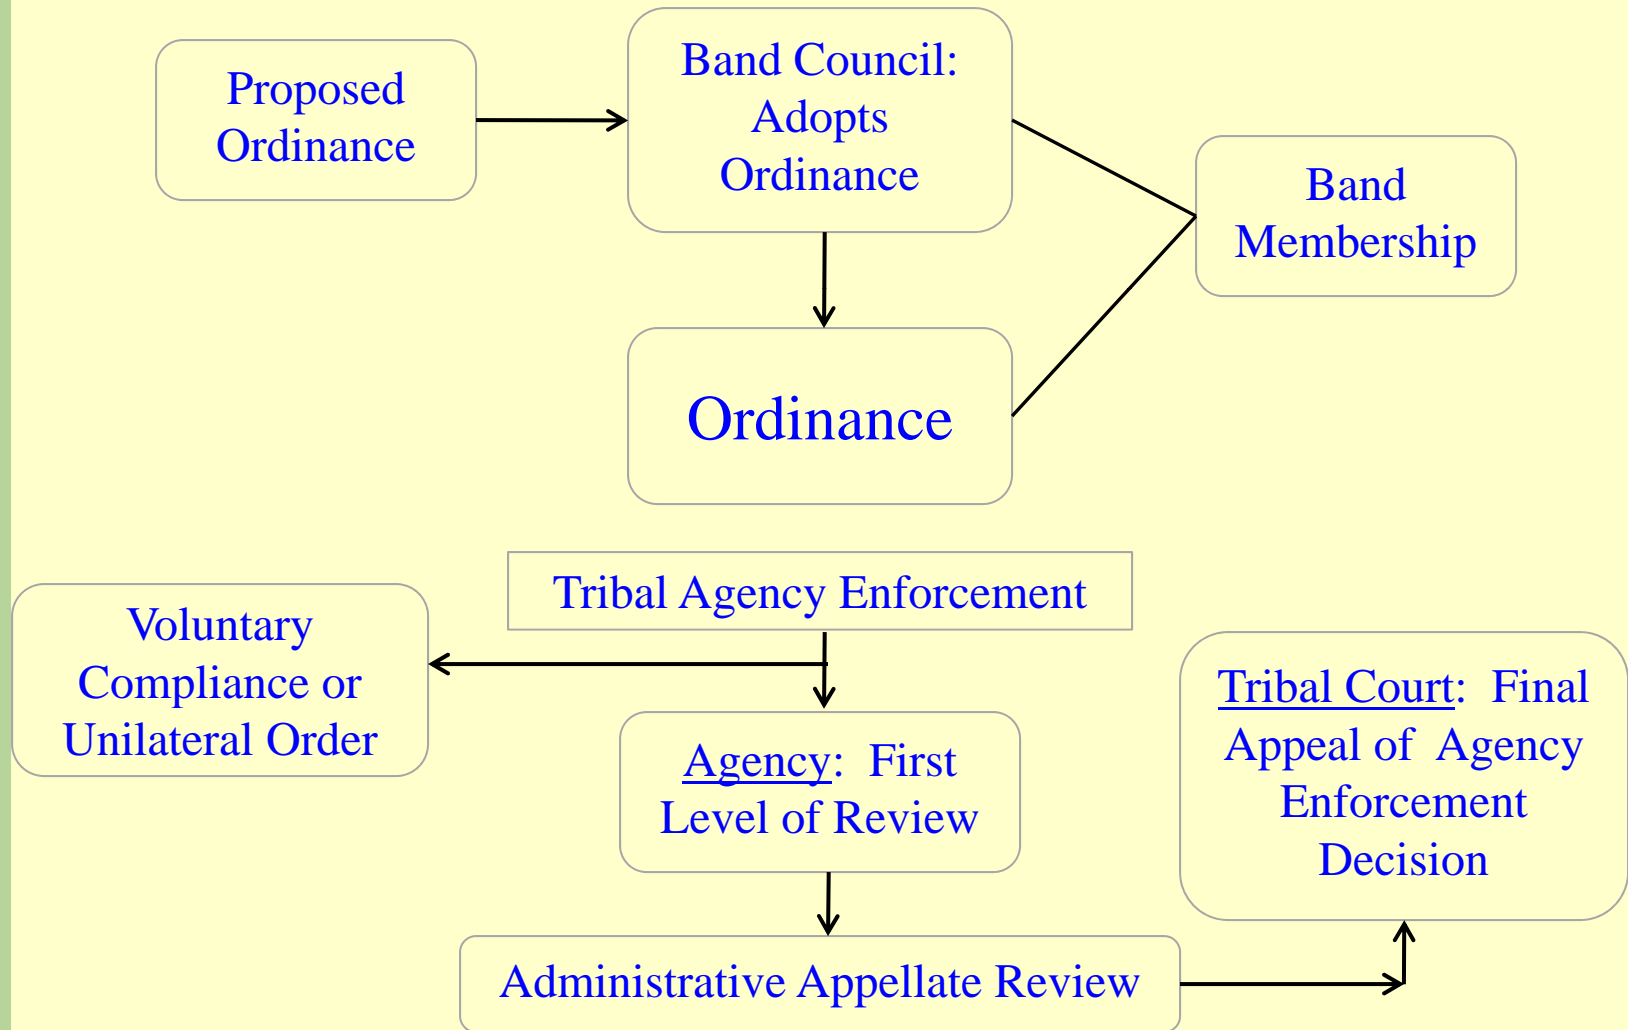 Proposed
Ordinance
Band Council:
Adopts
Ordinance
Band
Membership
Ordinance
Tribal Agency Enforcement
Voluntary
Compliance or
Unilateral Order
Agency:  First
Level of Review
Tribal Court:  Final
Appeal of  Agency
Enforcement
Decision
Administrative Appellate Review